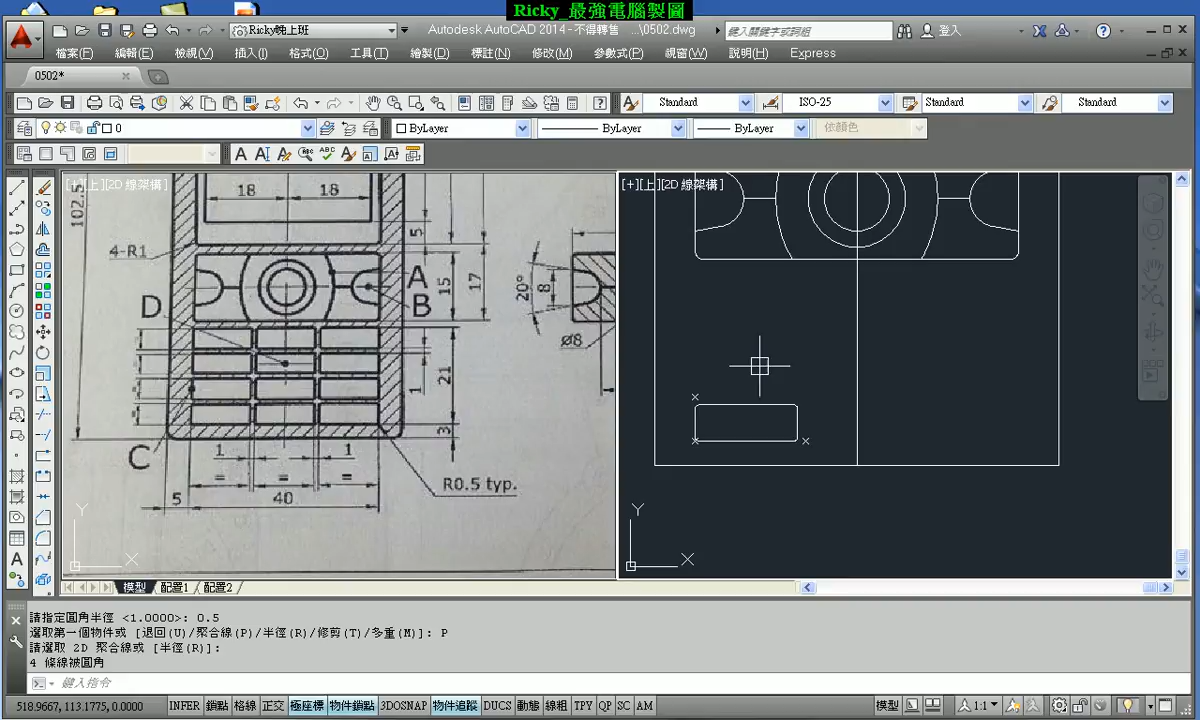 Ricky_最強電腦製圖
Ricky晚上班
Autodesk AutoCAD 2014 - 不得轉售 ...\0502.dwg
鍵入關鍵字或詞組
登入
檔案(F) 編輯(E) 檢視(V) 插入(I) 格式(O) 工具(T) 繪製(D) 標註(N) 修改(M) 參數式(P) 視窗(W) 說明(H) Express
0502*
Standard ISO-25 Standard Standard
0 ByLayer ByLayer ByLayer 依顏色
[+][上][2D 線架構]
[+][上][2D 線架構]
102.5
18 18
5
4-R1
A
B
D
15
17
20°
8
Ø8
21
1
3
C
1 1
= = =
5 40
R0.5 typ.
Y
X
Y
X
模型 配置1 配置2
請指定圓角半徑 <1.0000>: 0.5
選取第一個物件或 [退回(U)/聚合線(P)/半徑(R)/修剪(T)/多重(M)]: P
請選取 2D 聚合線或 [半徑(R)]:
4 條線被圓角
鍵入指令
518.9667, 113.1775, 0.0000 INFER 鎖點 格線 正交 極座標 物件鎖點 3DOSNAP 物件追蹤 DUCS 動態 線粗 TPY QP SC AM 模型 1:1